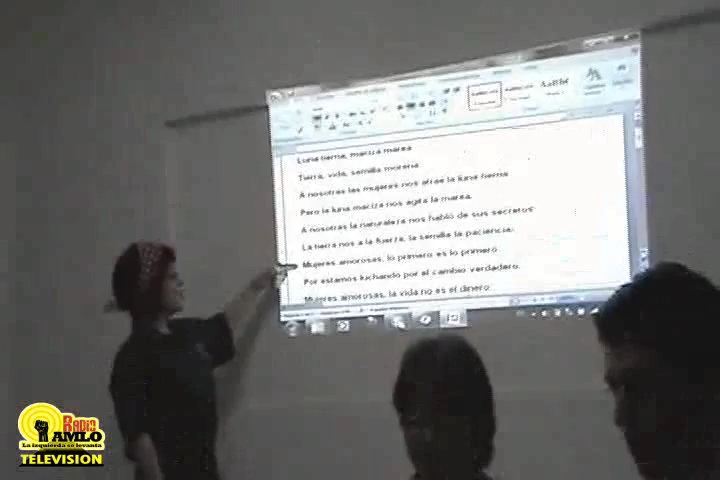 Luna tierna, maciza marea
Tierra, vida, semilla morena
A nosotras las mujeres nos atrae la luna tierna
Pero la luna maciza nos agita la marea.
A nosotras la naturaleza nos habló de sus secretos:
La tierra nos a la fuerza, la semilla la paciencia;
Mujeres amorosas, lo primero es lo primero
Por estamos luchando por el cambio verdadero.
Mujeres amorosas, la vida no es el dinero
RADIO
AMLO
La izquierda se levanta
TELEVISION